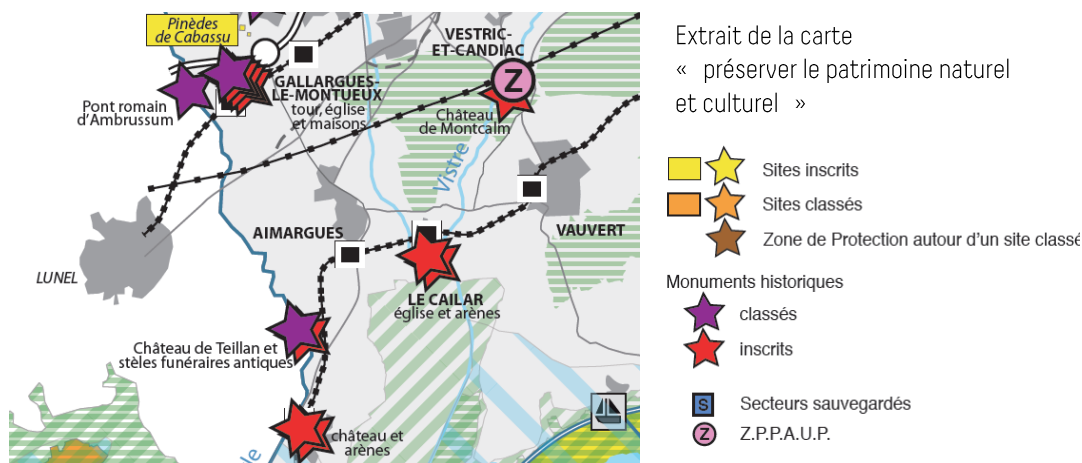 Pinèdes
de Cabassu
VESTRIC-
ET-CANDIAC
Z
GALLARGUES-
LE-MONTUEUX
tour, église
et maisons
Pont romain
d'Ambrussum
Château
de Montcalm
Vistre
AIMARGUES
VAUVERT
LUNEL
LE CAILAR
église et arènes
Château de Teillan et
stèles funéraires antiques
château et
arènes
le
Extrait de la carte
« préserver le patrimoine naturel
et culturel »
Sites inscrits
Sites classés
Zone de Protection autour d'un site classé
Monuments historiques
classés
inscrits
S Secteurs sauvegardés
Z Z.P.P.A.U.P.